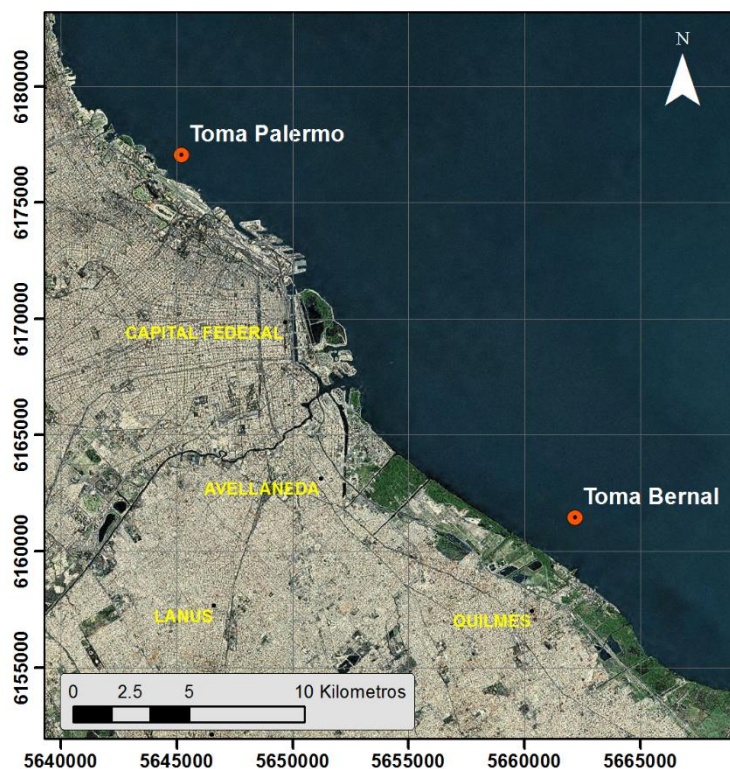 N
6180000
Toma Palermo
6175000
6170000
CAPITAL FEDERAL
6165000
AVELLANEDA
Toma Bernal
6160000
LANUS
QUILMES
6155000
0 2.5 5 10 Kilometros
5640000 5645000 5650000 5655000 5660000 5665000